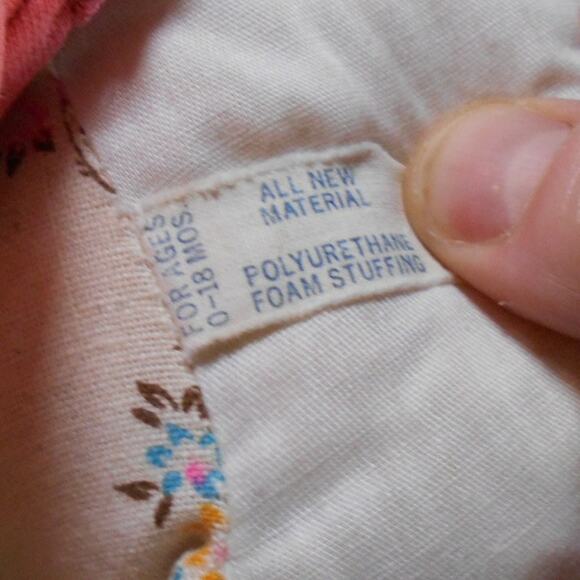 FOR AGES
0-18 MOS.
ALL NEW
MATERIAL
POLYURETHANE
FOAM STUFFING